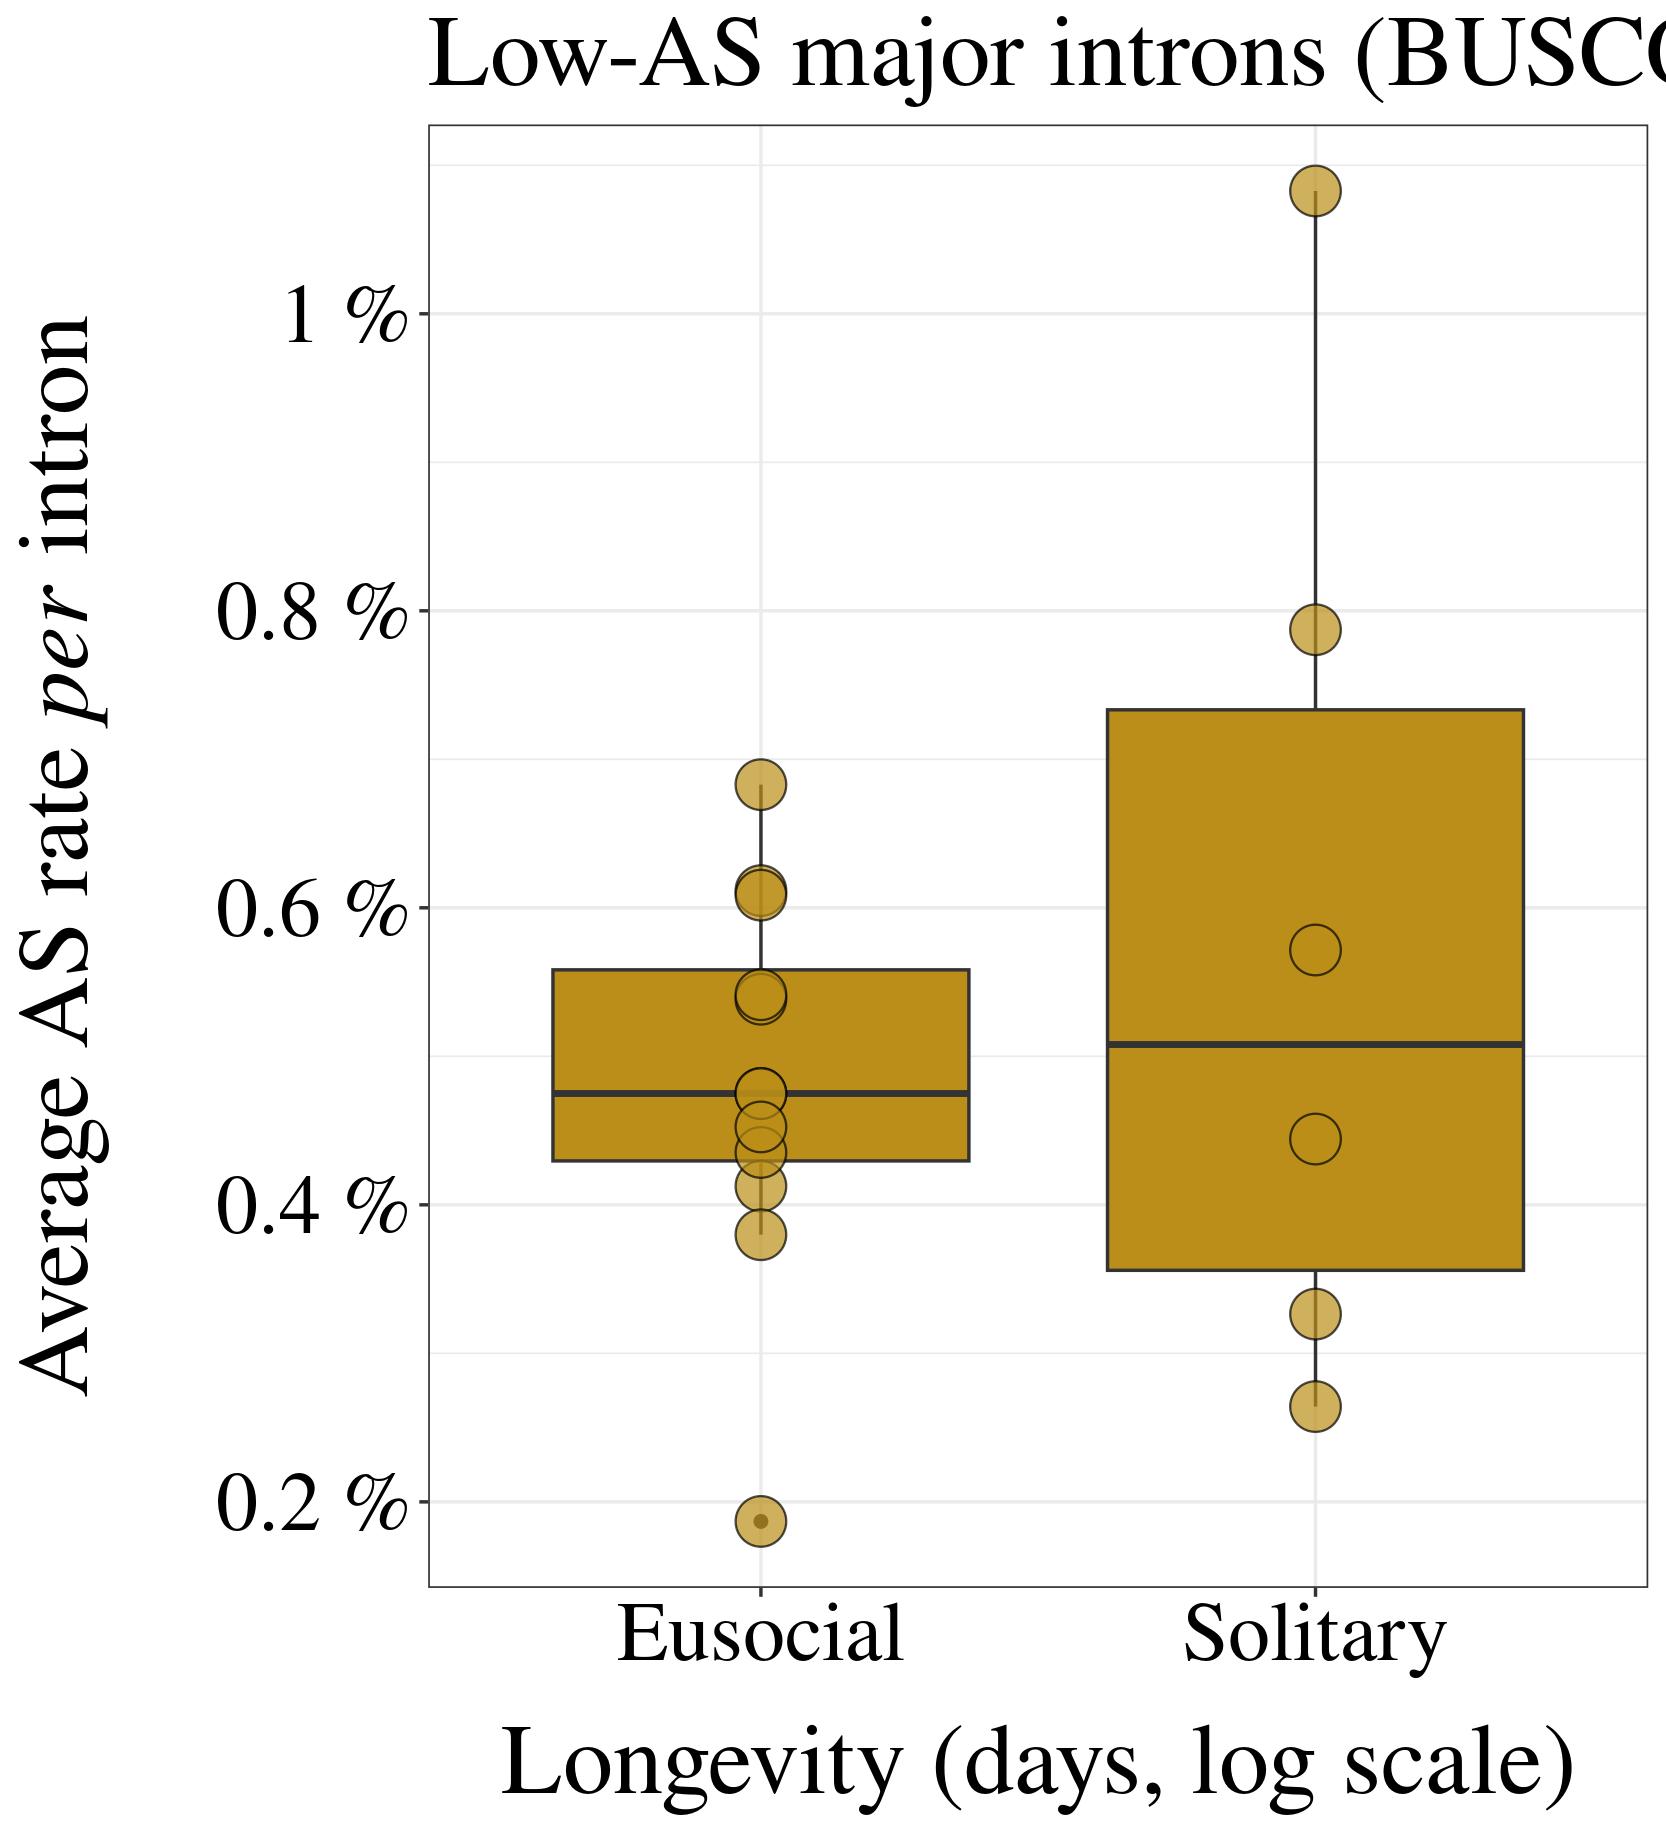 Low-AS major introns (BUSCO
Average AS rate per intron
1 %
0.8 %
0.6 %
0.4 %
0.2 %
Eusocial
Solitary
Longevity (days, log scale)